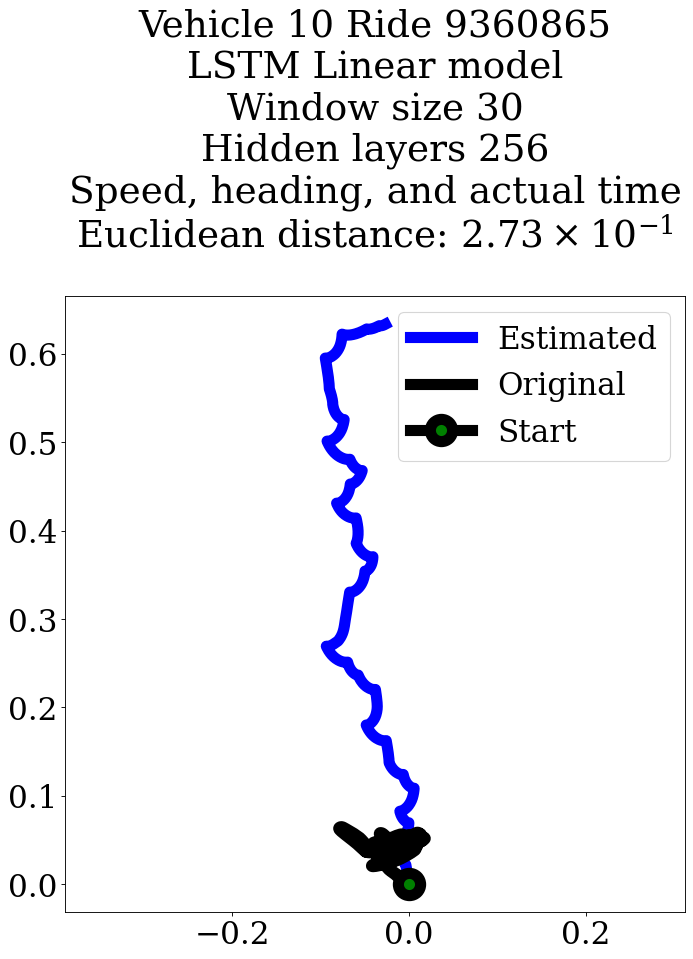 Vehicle 10 Ride 9360865
LSTM Linear model
Window size 30
Hidden layers 256
Speed, heading, and actual time
Euclidean distance: 2.73 × 10⁻¹
Estimated
Original
Start
0.6
0.5
0.4
0.3
0.2
0.1
0.0
−0.2 0.0 0.2